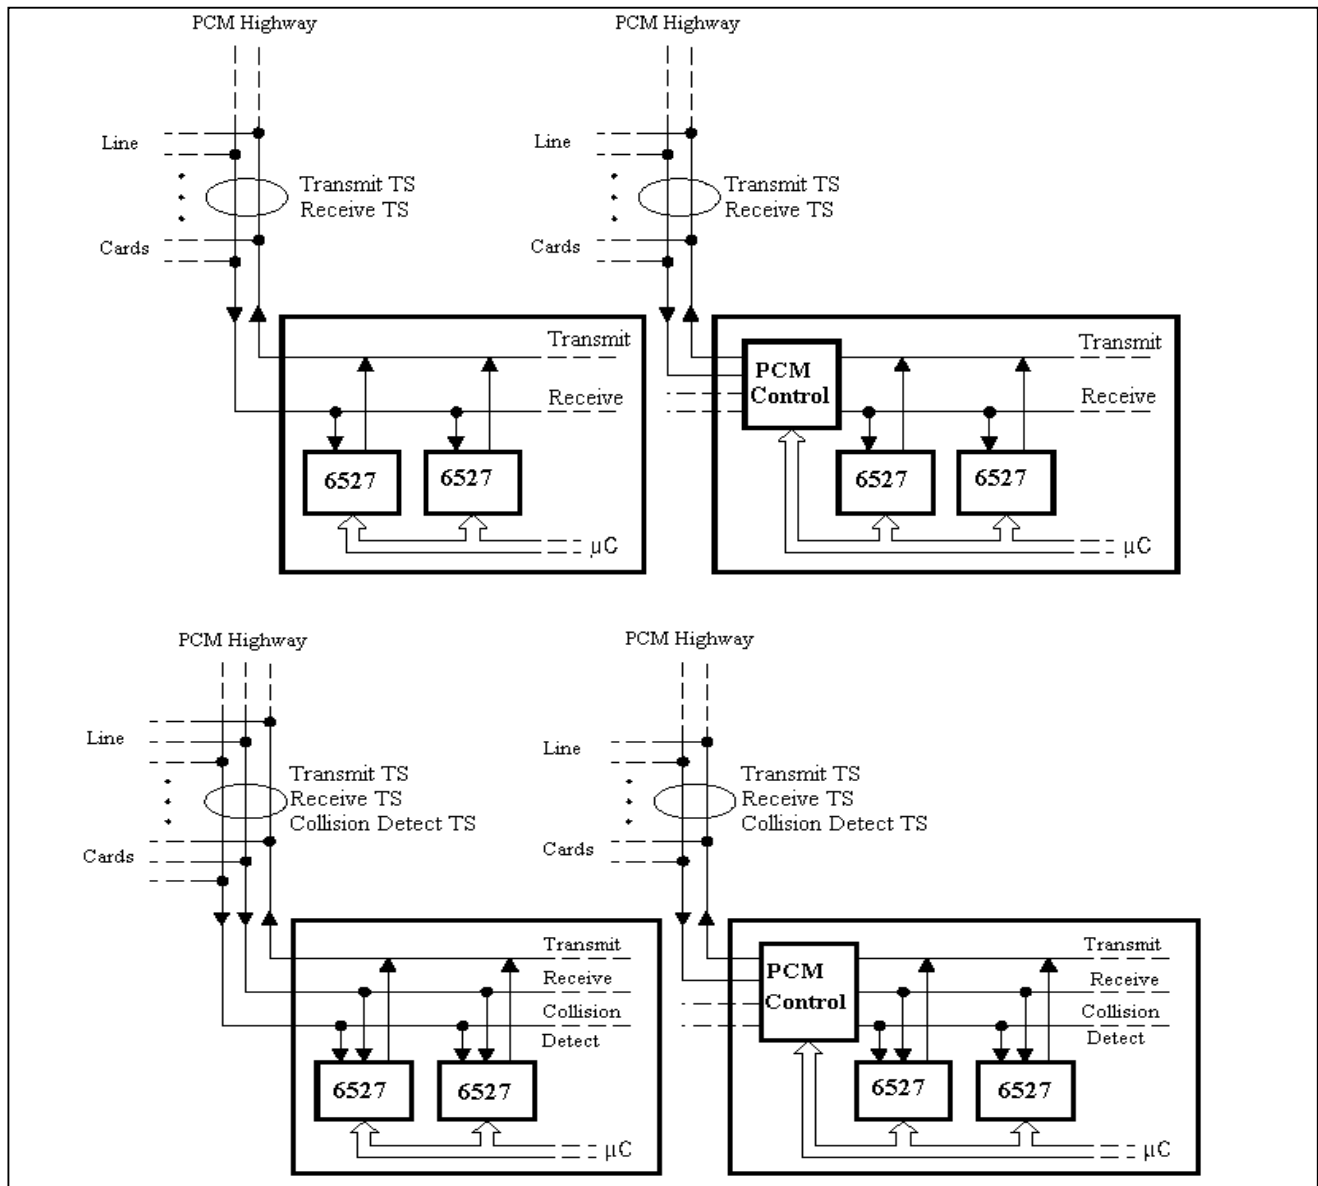 PCM Highway
Line
Transmit TS
Receive TS
Cards
Transmit
Receive
6527
6527
µC
PCM Highway
Line
Transmit TS
Receive TS
Cards
PCM
Control
Transmit
Receive
6527
6527
µC
PCM Highway
Line
Transmit TS
Receive TS
Collision Detect TS
Cards
Transmit
Receive
Collision
Detect
6527
6527
µC
PCM Highway
Line
Transmit TS
Receive TS
Collision Detect TS
Cards
PCM
Control
Transmit
Receive
Collision
Detect
6527
6527
µC